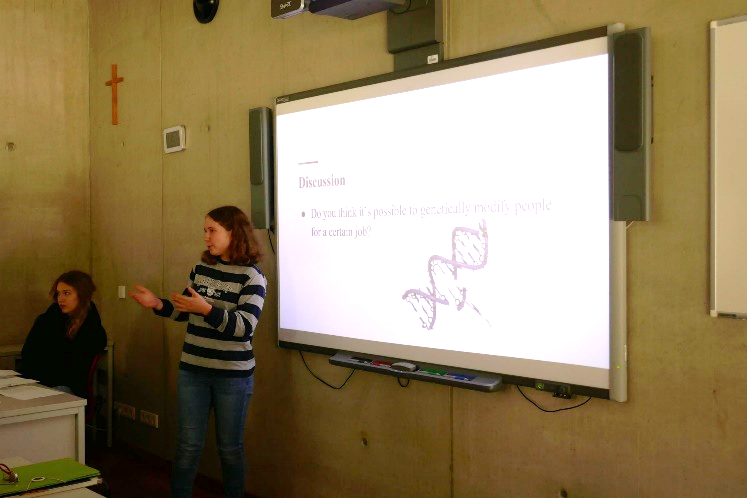 Discussion
● Do you think it's possible to genetically modify people
for a certain job?